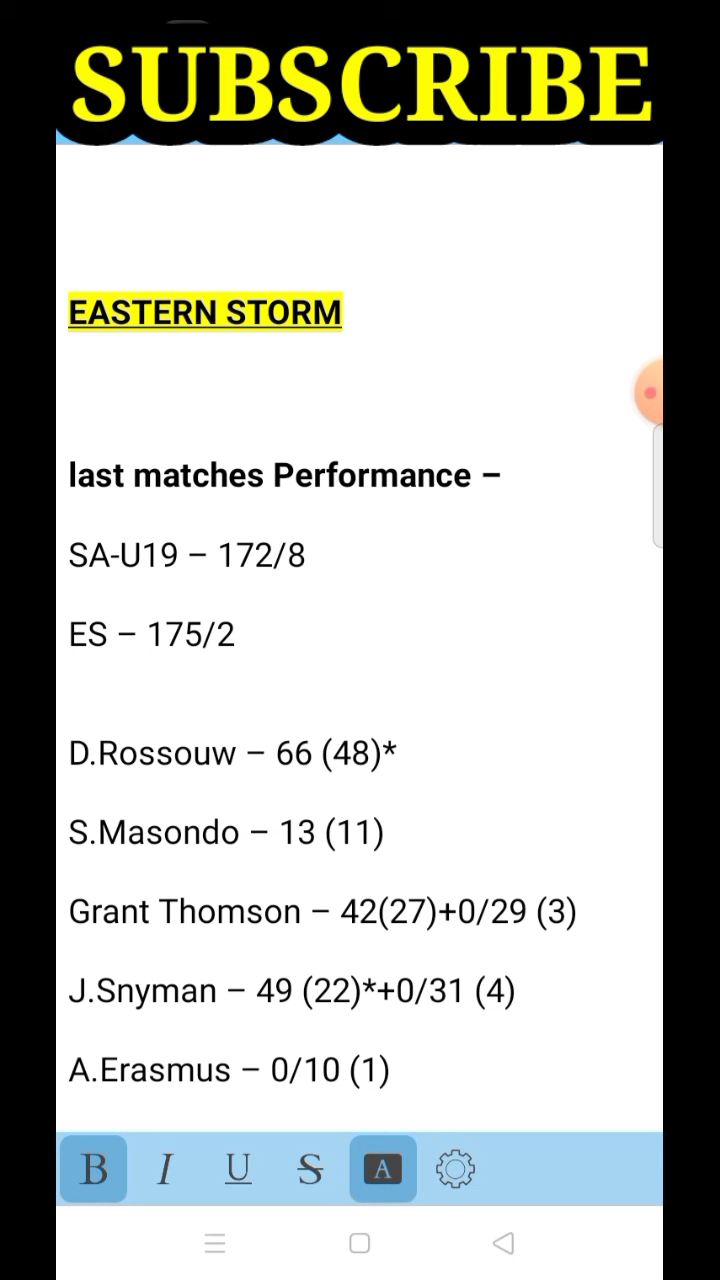 SUBSCRIBE
EASTERN STORM
last matches Performance –
SA-U19 – 172/8
ES – 175/2
D.Rossouw – 66 (48)*
S.Masondo – 13 (11)
Grant Thomson – 42(27)+0/29 (3)
J.Snyman – 49 (22)*+0/31 (4)
A.Erasmus – 0/10 (1)
B I U S A